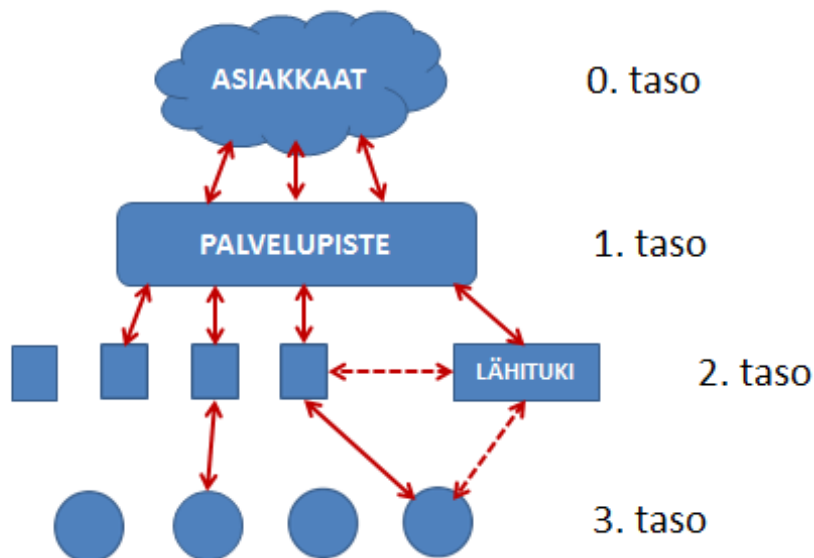 ASIAKKAAT
0. taso
PALVELUPISTE
1. taso
LÄHITUKI
2. taso
3. taso